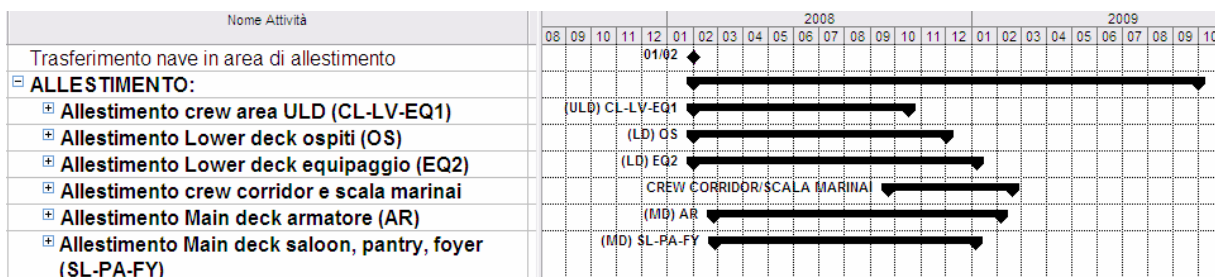 Nome Attività
2008 2009
08 09 10 11 12 01 02 03 04 05 06 07 08 09 10 11 12 01 02 03 04 05 06 07 08 09 10
Trasferimento nave in area di allestimento 01/02
ALLESTIMENTO:
Allestimento crew area ULD (CL-LV-EQ1) (ULD) CL-LV-EQ1
Allestimento Lower deck ospiti (OS) (LD) OS
Allestimento Lower deck equipaggio (EQ2) (LD) EQ2
Allestimento crew corridor e scala marinai CREW CORRIDOR/SCALA MARINAI
Allestimento Main deck armatore (AR) (MD) AR
Allestimento Main deck saloon, pantry, foyer (MD) SL-PA-FY
(SL-PA-FY)